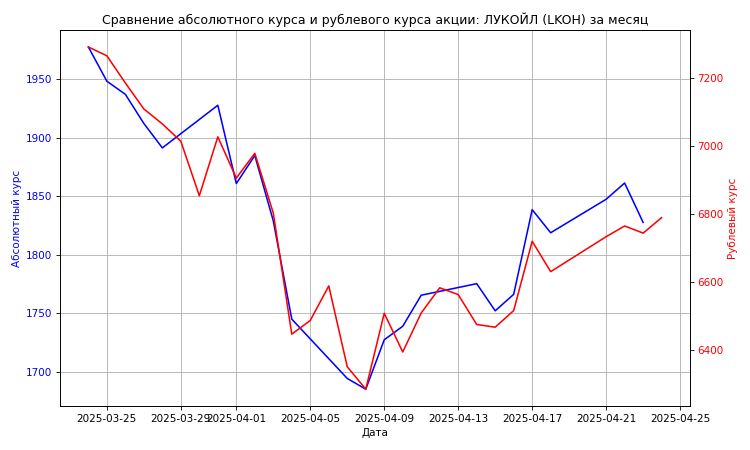 Сравнение абсолютного курса и рублевого курса акции: ЛУКОЙЛ (LKOH) за месяц
Абсолютный курс
1950
1900
1850
1800
1750
1700
7200
7000
6800
6600
6400
Рублевый курс
2025-03-25 2025-03-29 2025-04-01 2025-04-05 2025-04-09 2025-04-13 2025-04-17 2025-04-21 2025-04-25
Дата